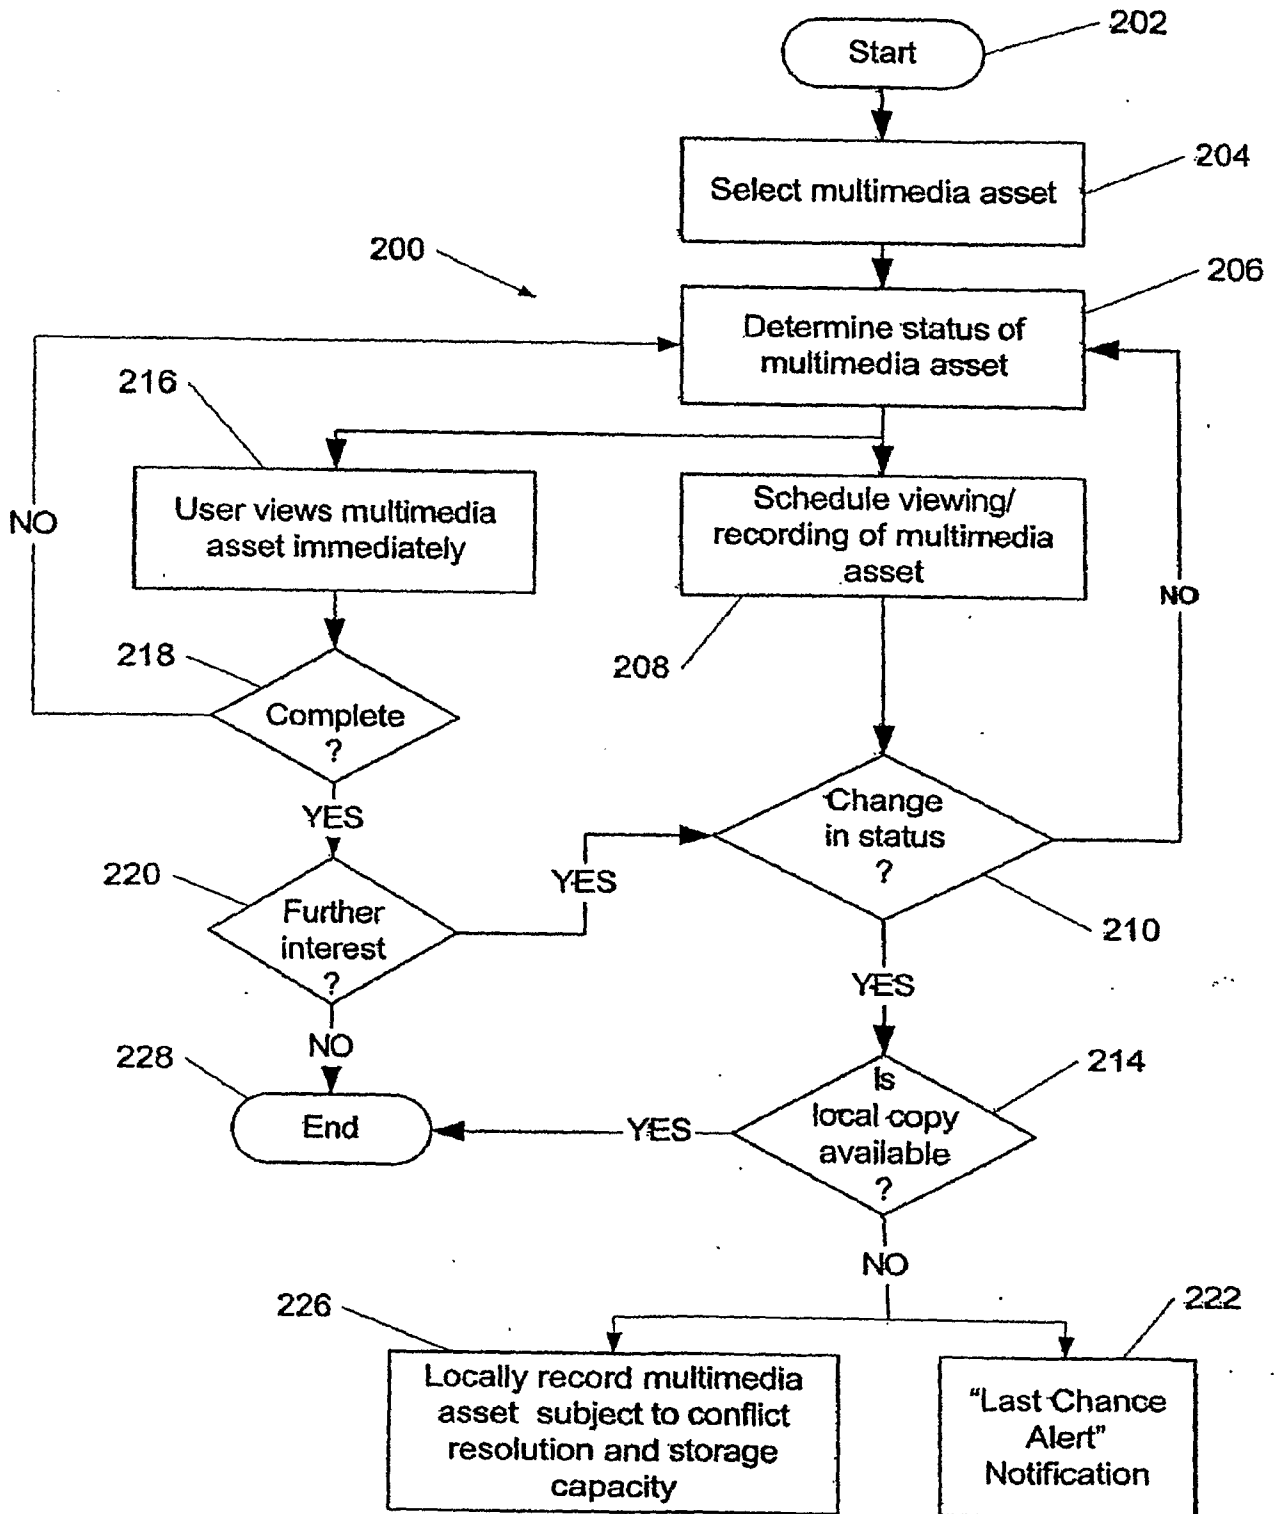 202
Start
204
Select multimedia asset
200
206
Determine status of
multimedia asset
216
User views multimedia
asset immediately
Schedule viewing/
recording of multimedia
asset
NO
NO
218
208
Complete
?
YES
Change
in status
?
220
YES
Further
interest
?
210
YES
NO
228
214
End
YES
Is
local copy
available
?
NO
226
222
Locally record multimedia
asset subject to conflict
resolution and storage
capacity
"Last Chance
Alert"
Notification